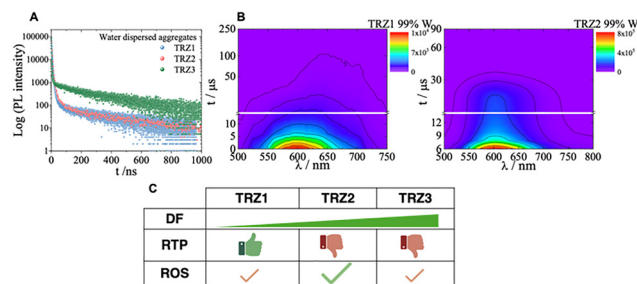 A
Water dispersed aggregates
TRZ1
TRZ2
TRZ3
Log (PL intensity)
100000
10000
1000
100
10
1
0
200
400
600
800
1000
t /ns
B
TRZ1 99% W
250
200
150
100
50
10
5
0
t / μs
500
550
600
650
700
750
λ / nm
TRZ2 99% W
8x10⁵
4x10⁵
0
90
60
30
12
9
6
t / μs
500
550
600
650
700
750
800
λ / nm
C
TRZ1 TRZ2 TRZ3
DF
RTP
ROS